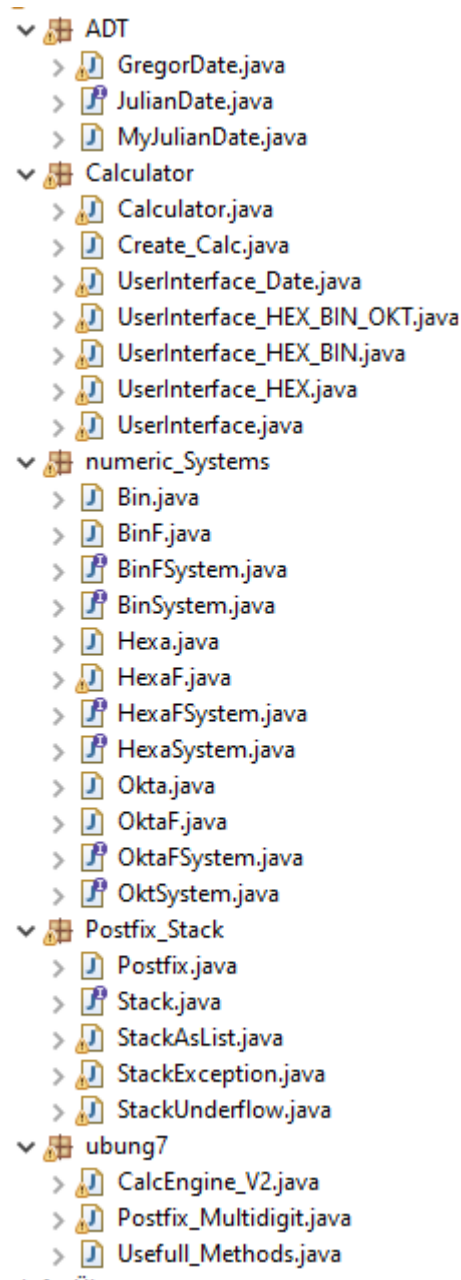 ADT
GregorDate.java
JulianDate.java
MyJulianDate.java
Calculator
Calculator.java
Create_Calc.java
UserInterface_Date.java
UserInterface_HEX_BIN_OKT.java
UserInterface_HEX_BIN.java
UserInterface_HEX.java
UserInterface.java
numeric_Systems
Bin.java
BinF.java
BinFSystem.java
BinSystem.java
Hexa.java
HexaF.java
HexaFSystem.java
HexaSystem.java
Okta.java
OktaF.java
OktaFSystem.java
OktSystem.java
Postfix_Stack
Postfix.java
Stack.java
StackAsList.java
StackException.java
StackUnderflow.java
ubung7
CalcEngine_V2.java
Postfix_Multidigit.java
Usefull_Methods.java